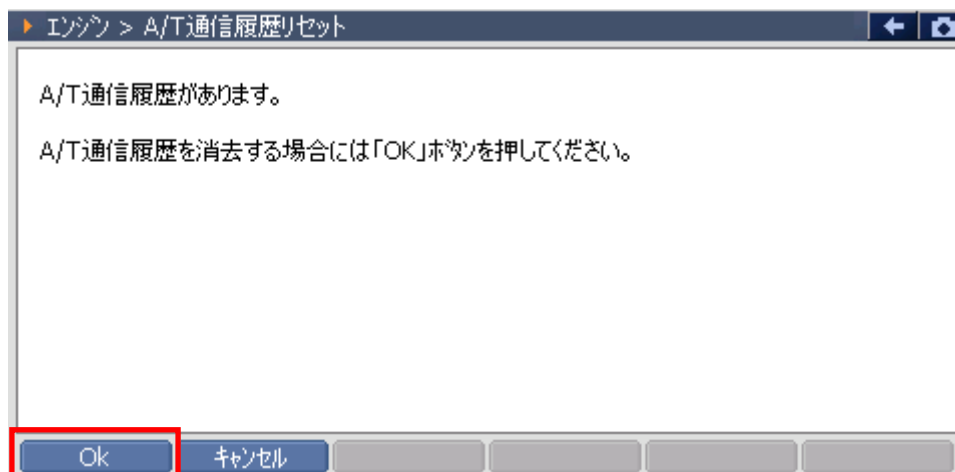 エンジン > A/T通信履歴リセット
A/T通信履歴があります。
A/T通信履歴を消去する場合には「OK」ボタンを押してください。
Ok
キャンセル